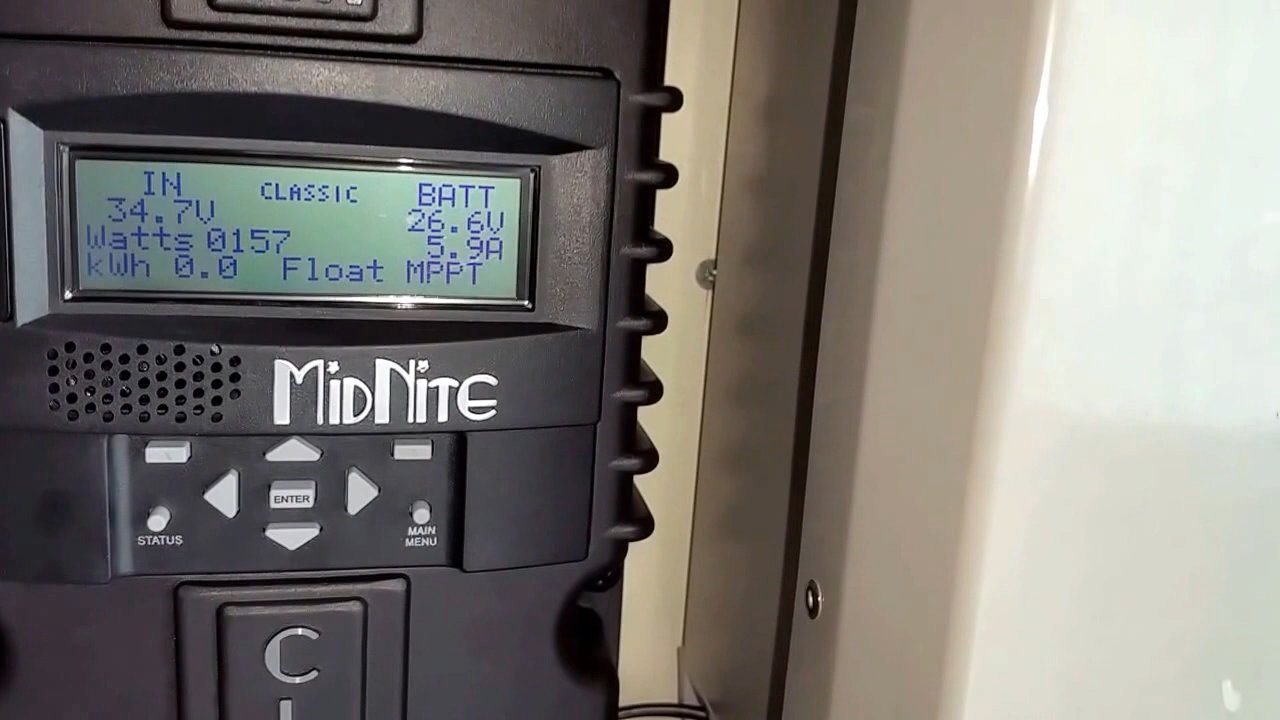 IN CLASSIC BATT
34.7V 26.6V
Watts 0157 5.9A
kWh 0.0 Float MPPT
MIDNITE
ENTER
STATUS
MAIN
MENU
C